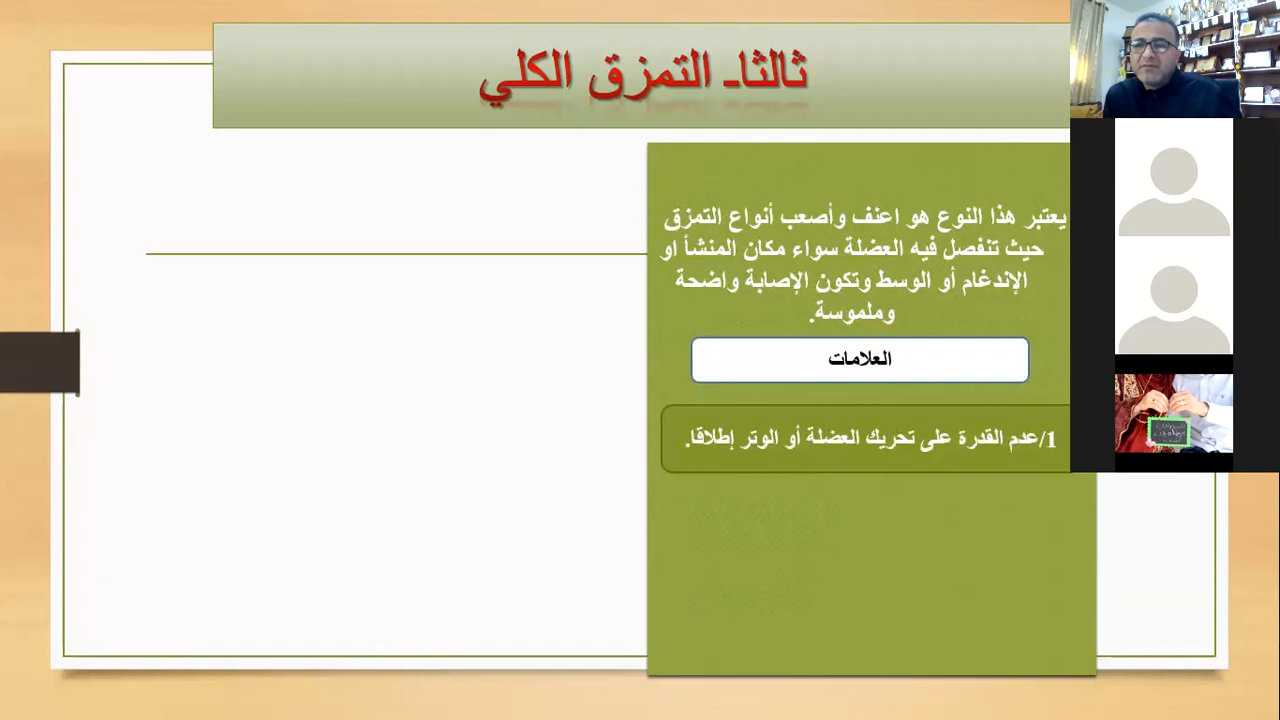 ثالثا- التمزق الكلي
يعتبر هذا النوع هو اعنف وأصعب أنواع التمزق
حيث تنفصل فيه العضلة سواء مكان المنشأ او
الإندغام أو الوسط وتكون الإصابة واضحة
وملموسة.
العلامات
1/عدم القدرة على تحريك العضلة أو الوتر إطلاقا.